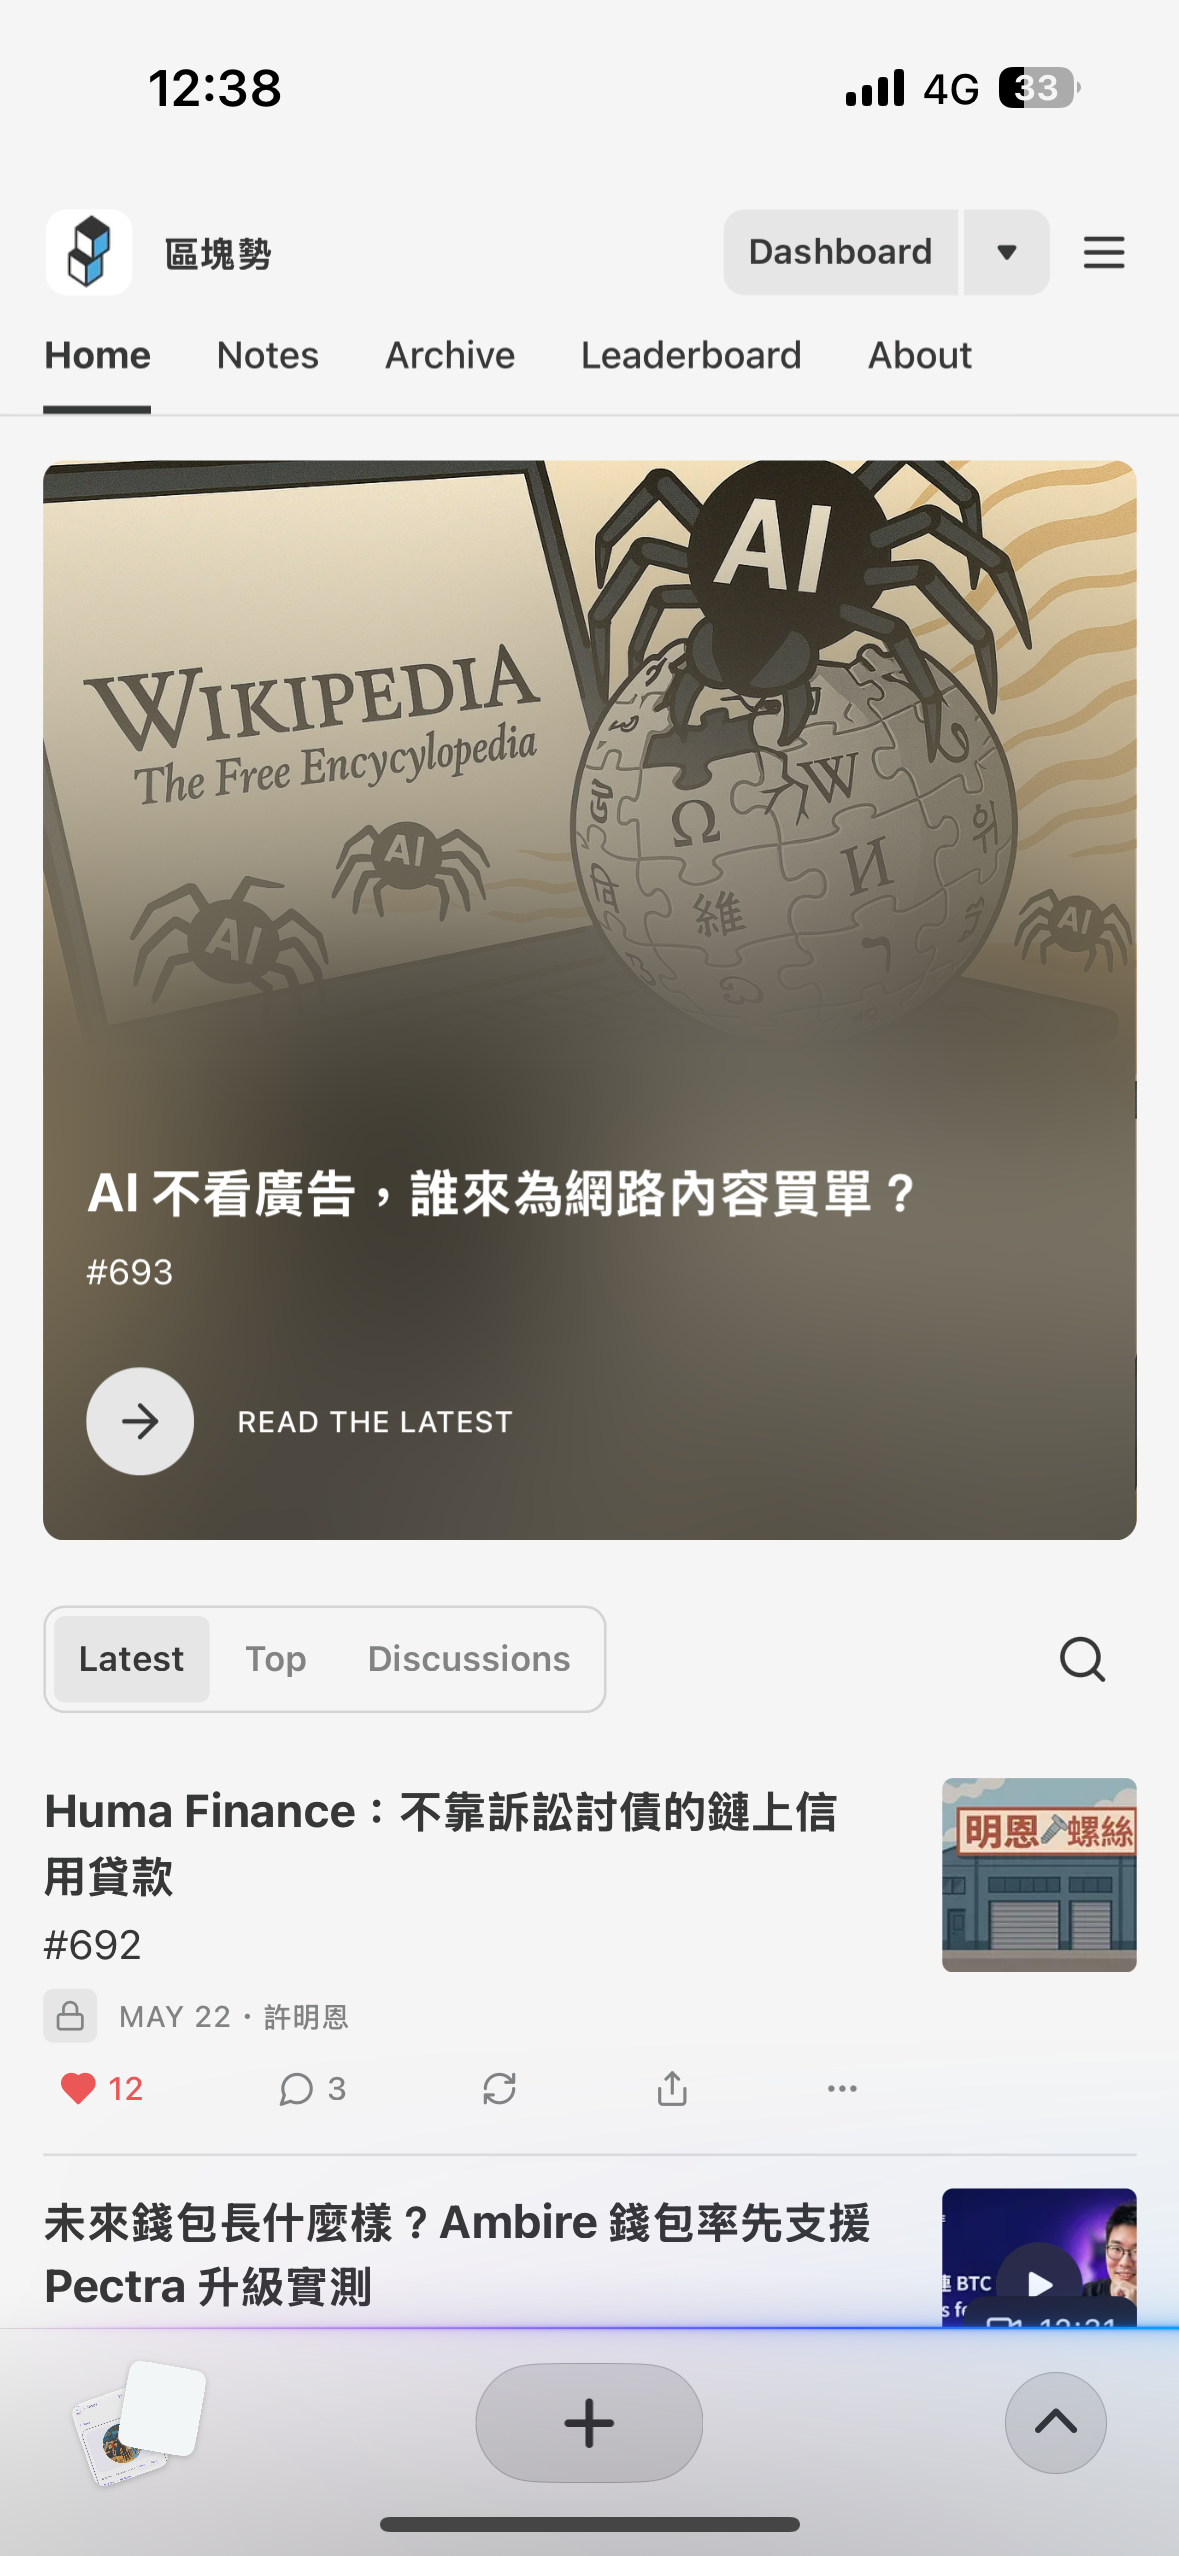 12:38
4G
33
區塊勢
Dashboard
Home
Notes
Archive
Leaderboard
About
AI
WIKIPEDIA
The Free Encycylopedia
AI
AI
AI
Ω
W
И
維
위
AI 不看廣告，誰來為網路內容買單？
#693
READ THE LATEST
Latest
Top
Discussions
Huma Finance：不靠訴訟討債的鏈上信
用貸款
#692
明恩 螺絲
MAY 22・許明恩
12
3
未來錢包長什麼樣？Ambire 錢包率先支援
Pectra 升級實測
BTC